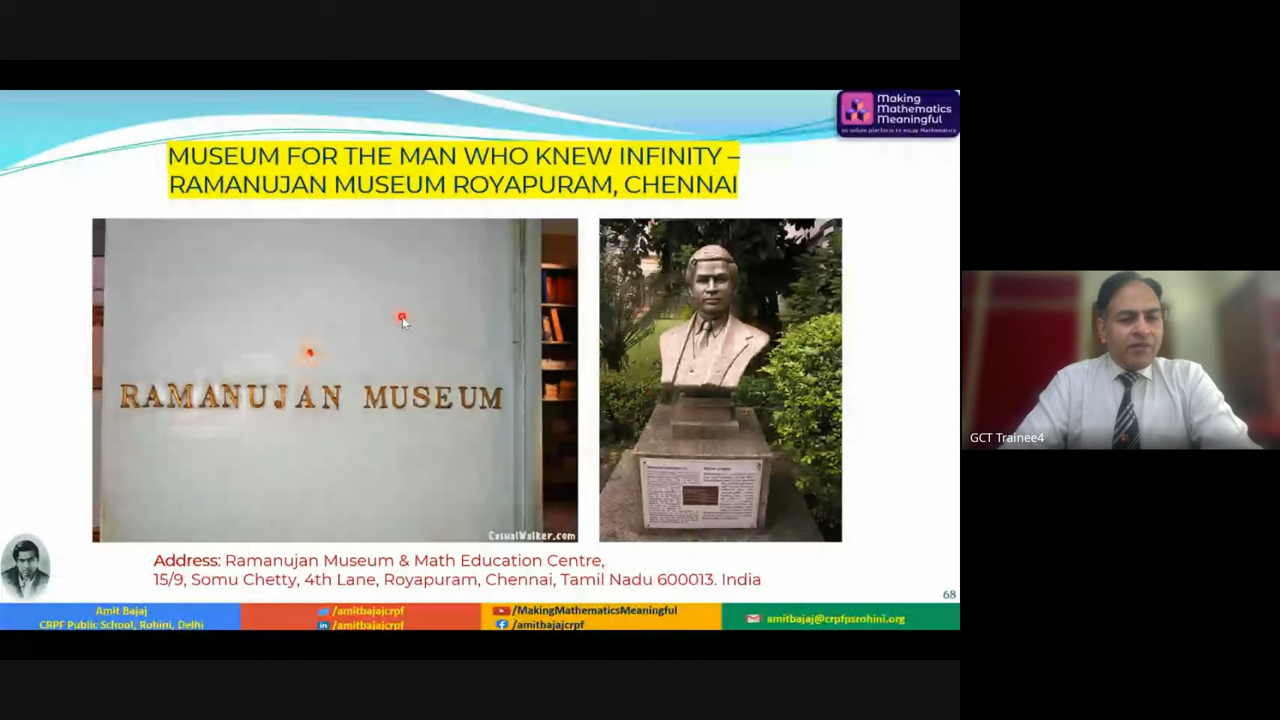 Making
Mathematics
Meaningful
MUSEUM FOR THE MAN WHO KNEW INFINITY –
RAMANUJAN MUSEUM ROYAPURAM, CHENNAI
RAMANUJAN MUSEUM
CasualWalker.com
GCT Trainee4
Address: Ramanujan Museum & Math Education Centre,
15/9, Somu Chetty, 4th Lane, Royapuram, Chennai, Tamil Nadu 600013. India
68
Amit Bajaj
CRPF Public School, Rohini, Delhi
/amitbajajcrpf
/amitbajajcrpf
/MakingMathematicsMeaningful
/amitbajajcrpf
amitbajaj@crpfpsrohini.org